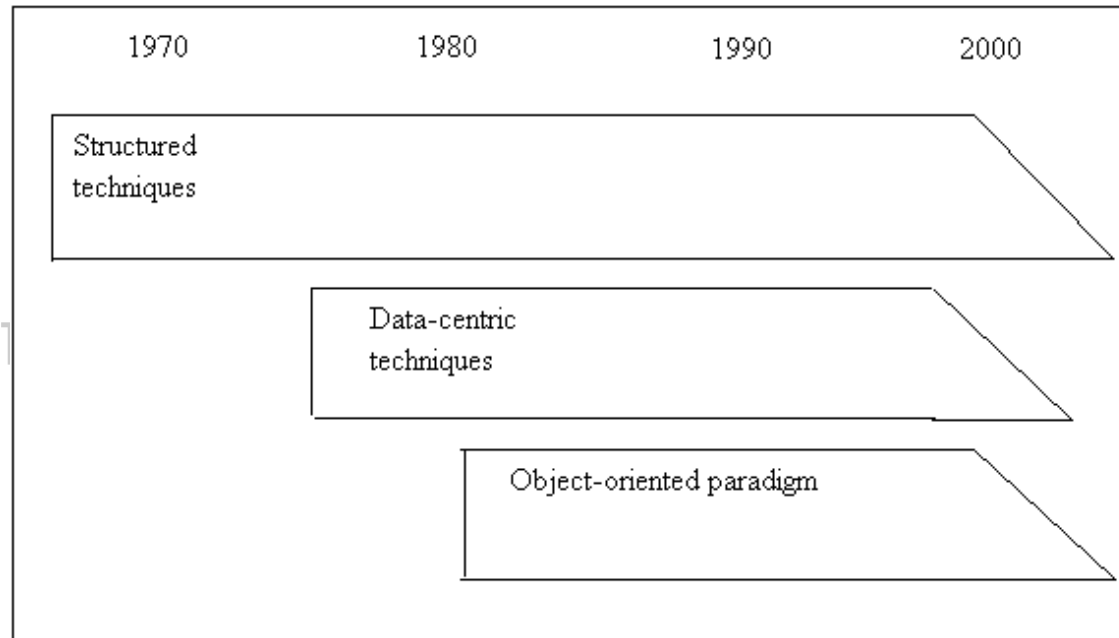 1970 1980 1990 2000
Structured
techniques
Data-centric
techniques
Object-oriented paradigm